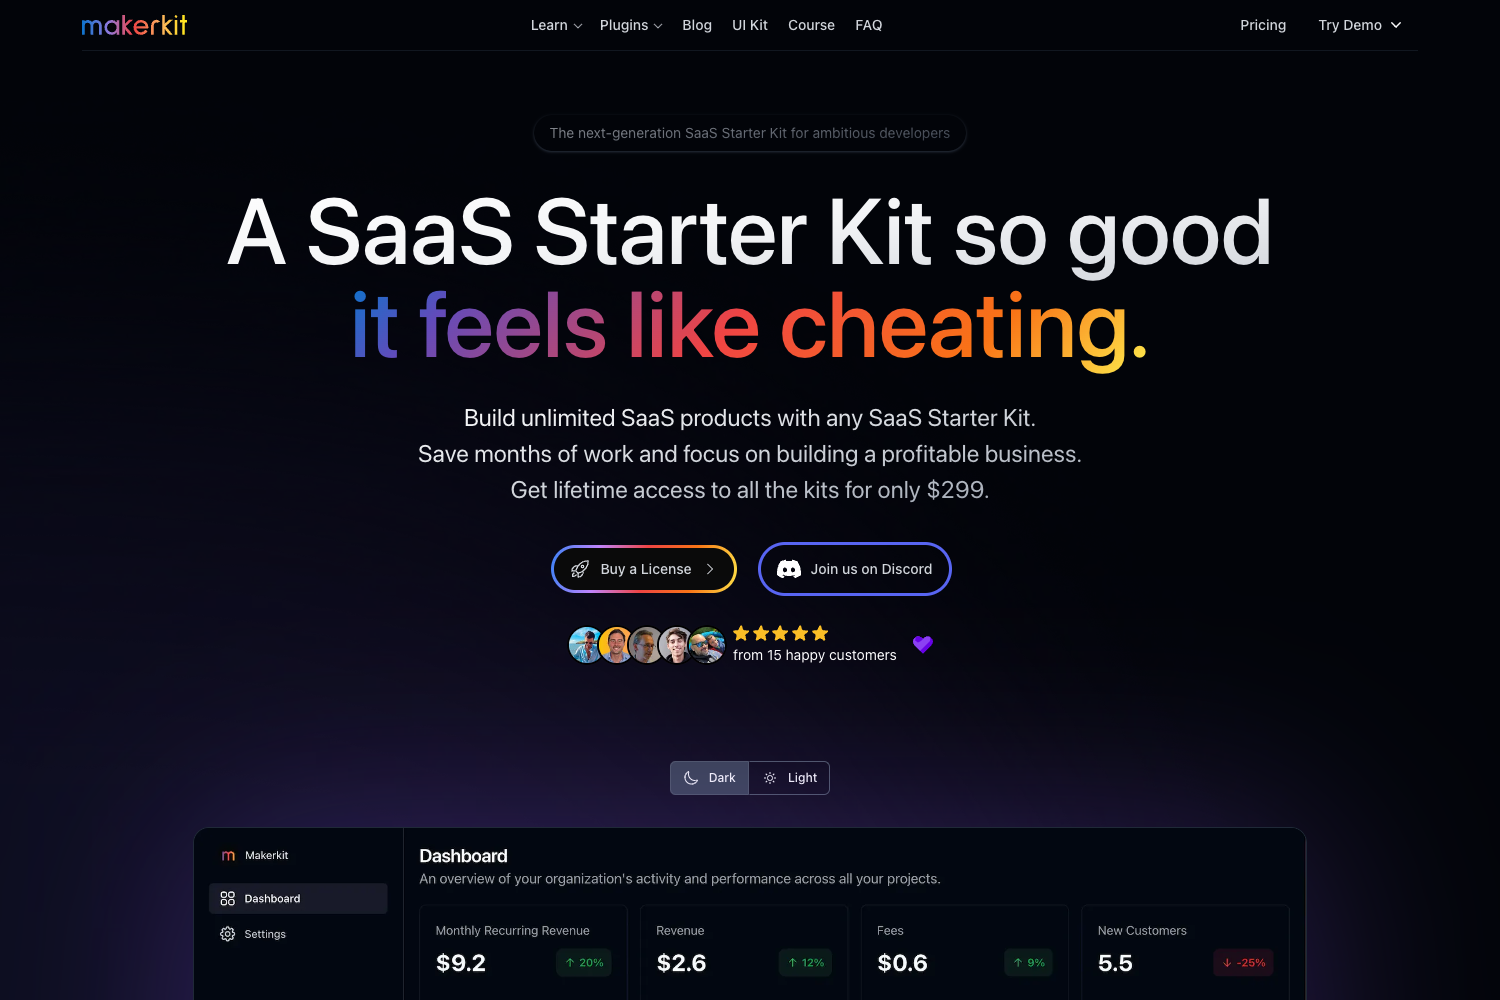 makerkit
Learn
Plugins
Blog
UI Kit
Course
FAQ
Pricing
Try Demo
The next-generation SaaS Starter Kit for ambitious developers
A SaaS Starter Kit so good
it feels like cheating.
Build unlimited SaaS products with any SaaS Starter Kit.
Save months of work and focus on building a profitable business.
Get lifetime access to all the kits for only $299.
Buy a License
Join us on Discord
from 15 happy customers
Dark
Light
m Makerkit
Dashboard
Settings
Dashboard
An overview of your organization's activity and performance across all your projects.
Monthly Recurring Revenue
$9.2
↑ 20%
Revenue
$2.6
↑ 12%
Fees
$0.6
↑ 9%
New Customers
5.5
↓ -25%